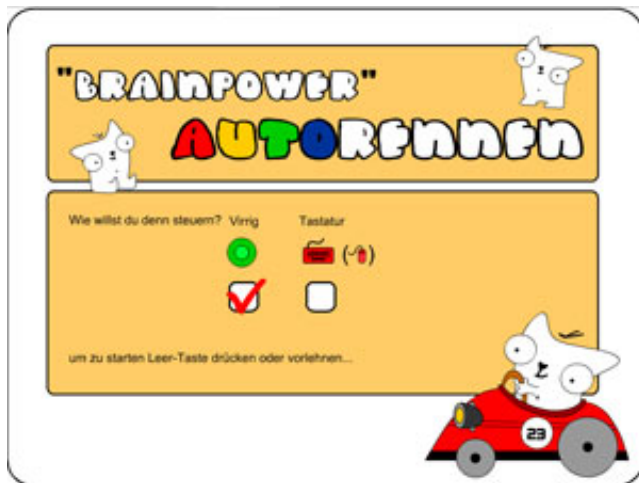 "BRAINPOWER"
AUTORENNEN
Wie willst du denn steuern? Virrig Tastatur
( )
um zu starten Leer-Taste drücken oder vorlehnen...
23